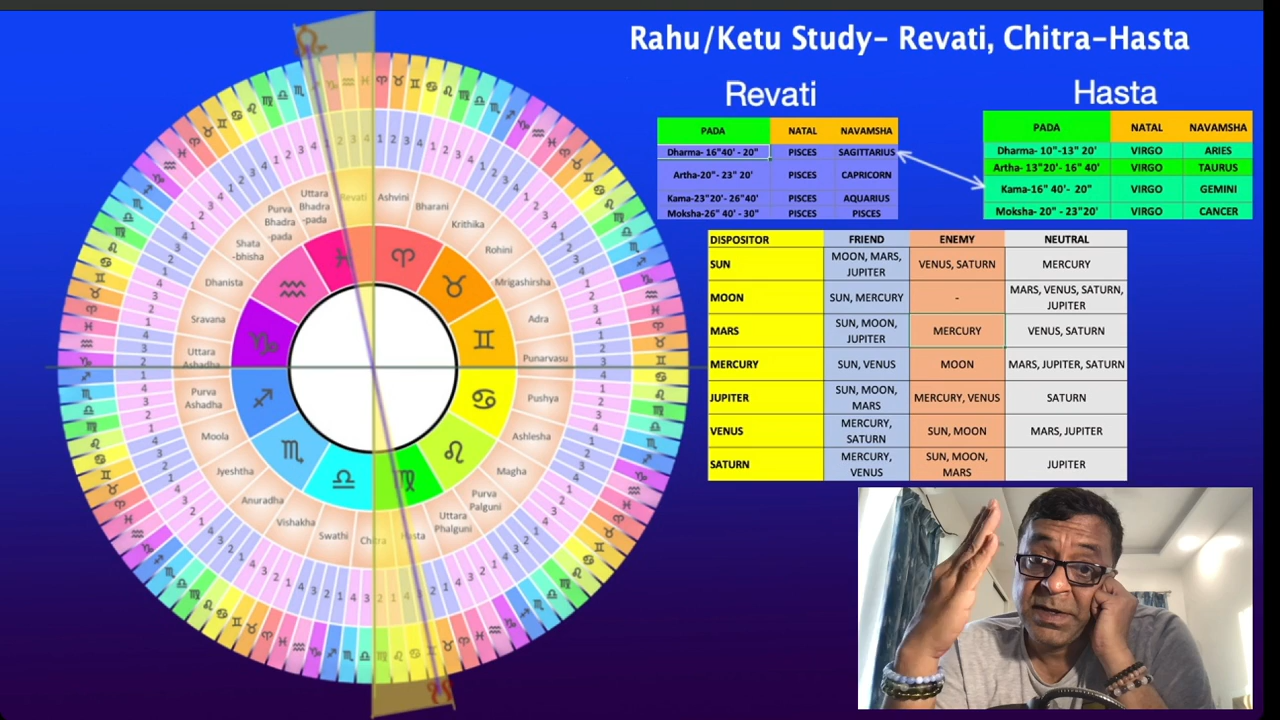 Rahu/Ketu Study- Revati, Chitra-Hasta
Revati
PADA NATAL NAVAMSHA
Dharma- 16"40' - 20" PISCES SAGITTARIUS
Artha-20"- 23" 20' PISCES CAPRICORN
Kama-23"20'- 26"40' PISCES AQUARIUS
Moksha-26" 40' - 30" PISCES PISCES
Hasta
PADA NATAL NAVAMSHA
Dharma- 10"-13" 20' VIRGO ARIES
Artha- 13"20'- 16" 40' VIRGO TAURUS
Kama-16" 40'- 20" VIRGO GEMINI
Moksha- 20" - 23"20' VIRGO CANCER
DISPOSITOR FRIEND ENEMY NEUTRAL
SUN MOON, MARS, JUPITER VENUS, SATURN MERCURY
MOON SUN, MERCURY - MARS, VENUS, SATURN, JUPITER
MARS SUN, MOON, JUPITER MERCURY VENUS, SATURN
MERCURY SUN, VENUS MOON MARS, JUPITER, SATURN
JUPITER SUN, MOON, MARS MERCURY, VENUS SATURN
VENUS MERCURY, SATURN SUN, MOON MARS, JUPITER
SATURN MERCURY, VENUS SUN, MOON, MARS JUPITER
Revati
Ashvini
Bharani
Krithika
Rohini
Mrigashirsha
Adra
Punarvasu
Pushya
Ashlesha
Magha
Purva
Palguni
Uttara
Phalguni
Hasta
Chitra
Swathi
Vishakha
Anuradha
Jyeshtha
Moola
Purva
Ashadha
Uttara
Ashadha
Sravana
Dhanista
Shata
-bhisha
Purva
Bhadra
-pada
Uttara
Bhadra
-pada